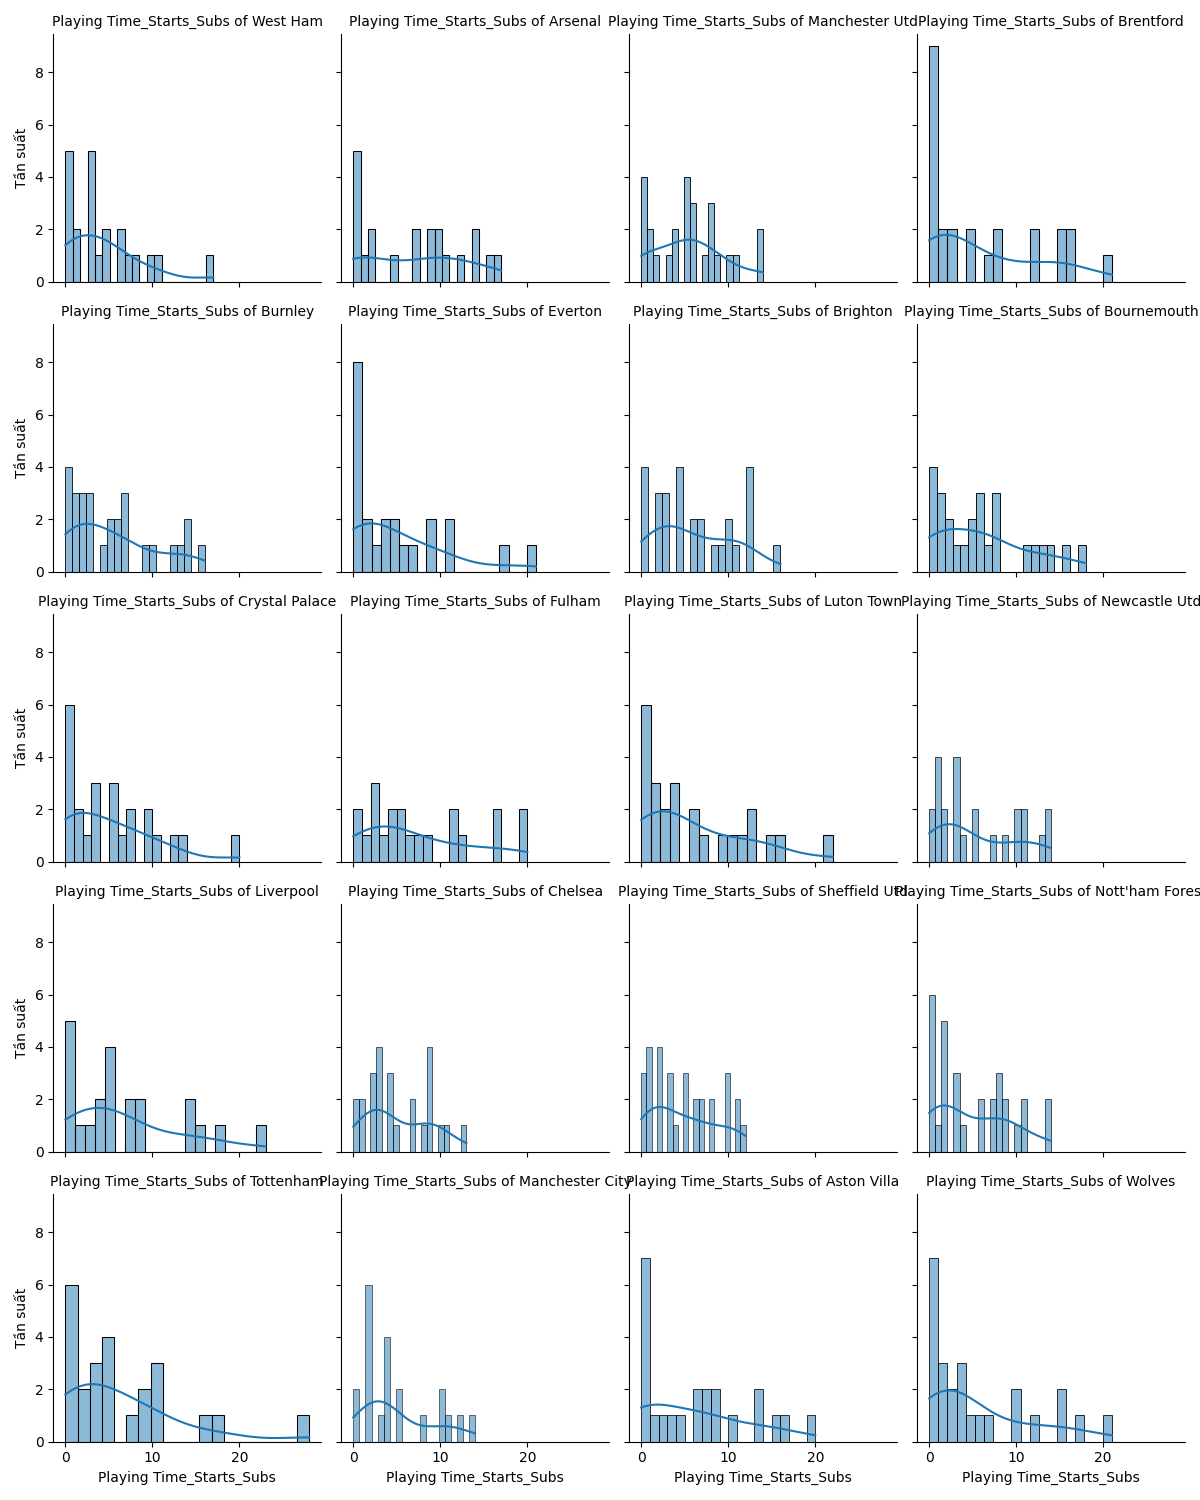 Playing Time_Starts_Subs of West Ham
Playing Time_Starts_Subs of Arsenal
Playing Time_Starts_Subs of Manchester Utd
Playing Time_Starts_Subs of Brentford
8
6
4
2
0
Tần suất
Playing Time_Starts_Subs of Burnley
Playing Time_Starts_Subs of Everton
Playing Time_Starts_Subs of Brighton
Playing Time_Starts_Subs of Bournemouth
8
6
4
2
0
Tần suất
Playing Time_Starts_Subs of Crystal Palace
Playing Time_Starts_Subs of Fulham
Playing Time_Starts_Subs of Luton Town
Playing Time_Starts_Subs of Newcastle Utd
8
6
4
2
0
Tần suất
Playing Time_Starts_Subs of Liverpool
Playing Time_Starts_Subs of Chelsea
Playing Time_Starts_Subs of Sheffield Utd
Playing Time_Starts_Subs of Nott'ham Fores
8
6
4
2
0
Tần suất
Playing Time_Starts_Subs of Tottenham
Playing Time_Starts_Subs of Manchester City
Playing Time_Starts_Subs of Aston Villa
Playing Time_Starts_Subs of Wolves
8
6
4
2
0
Tần suất
0 10 20
0 10 20
0 10 20
0 10 20
Playing Time_Starts_Subs
Playing Time_Starts_Subs
Playing Time_Starts_Subs
Playing Time_Starts_Subs